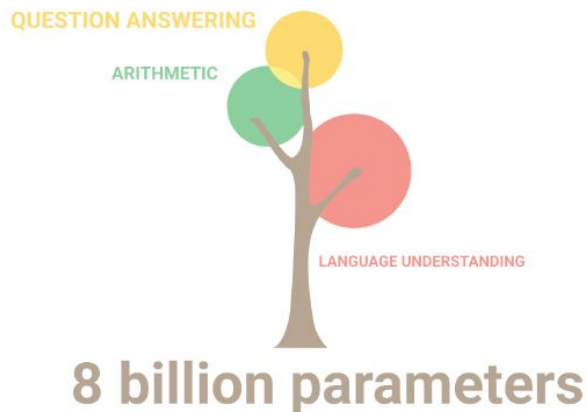 QUESTION ANSWERING
ARITHMETIC
LANGUAGE UNDERSTANDING
8 billion parameters